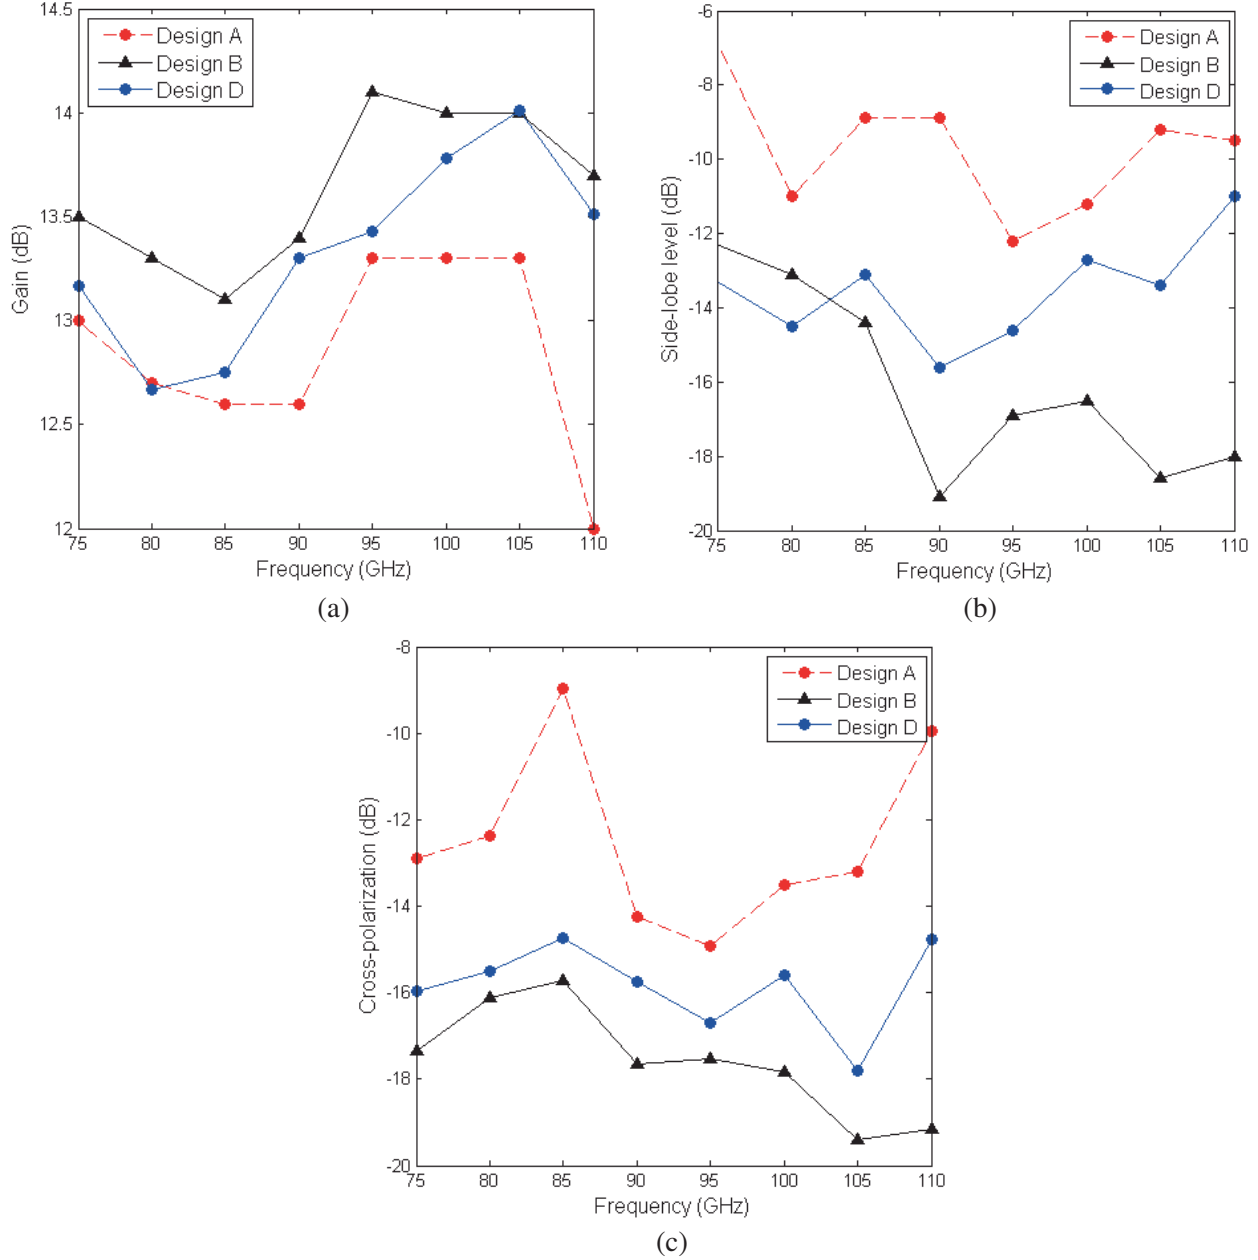 14.5
14
13.5
13
12.5
12
Gain (dB)
Design A
Design B
Design D
75 80 85 90 95 100 105 110
Frequency (GHz)
(a)
-6
-8
-10
-12
-14
-16
-18
-20
Side-lobe level (dB)
Design A
Design B
Design D
75 80 85 90 95 100 105 110
Frequency (GHz)
(b)
-8
-10
-12
-14
-16
-18
-20
Cross-polarization (dB)
Design A
Design B
Design D
75 80 85 90 95 100 105 110
Frequency (GHz)
(c)